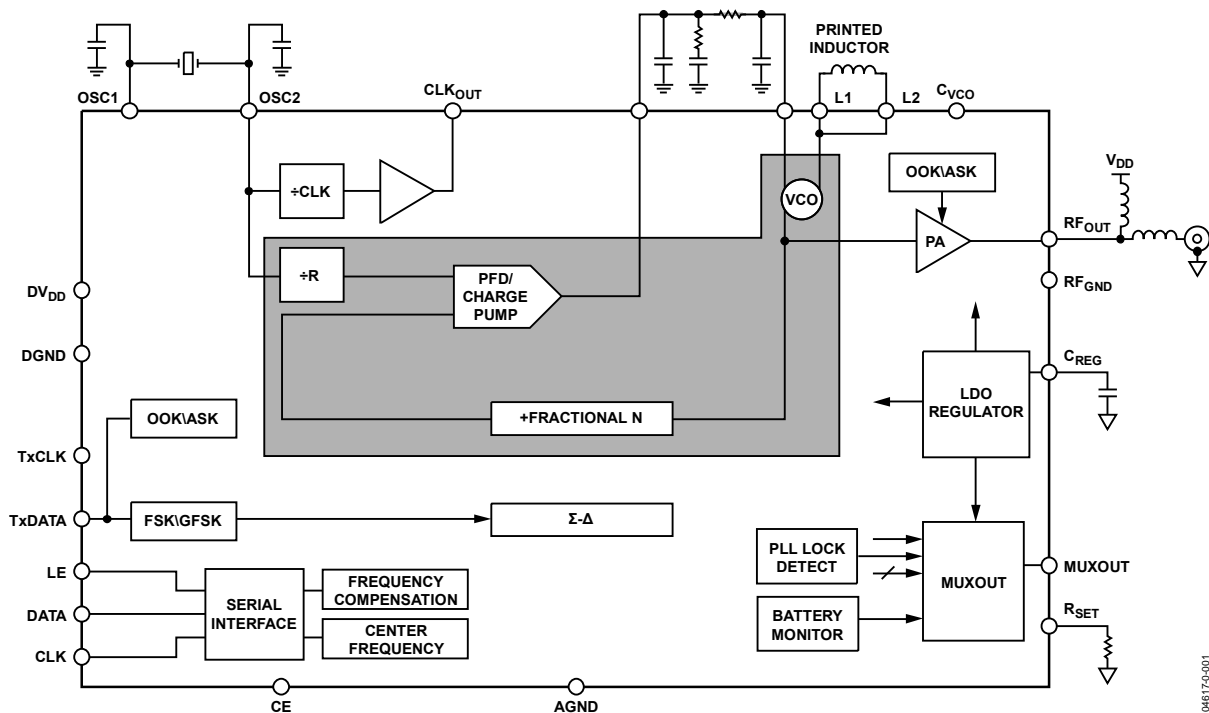 PRINTED
INDUCTOR
OSC1
OSC2
CLKOUT
L1
L2
CVCO
÷CLK
VCO
OOK\ASK
VDD
PA
RFOUT
÷R
PFD/
CHARGE
PUMP
RFGND
DVDD
DGND
CREG
LDO
REGULATOR
OOK\ASK
+FRACTIONAL N
TxCLK
TxDATA
FSK\GFSK
Σ-Δ
PLL LOCK
DETECT
MUXOUT
MUXOUT
LE
DATA
CLK
SERIAL
INTERFACE
FREQUENCY
COMPENSATION
CENTER
FREQUENCY
BATTERY
MONITOR
RSET
CE
AGND
04617-0-001